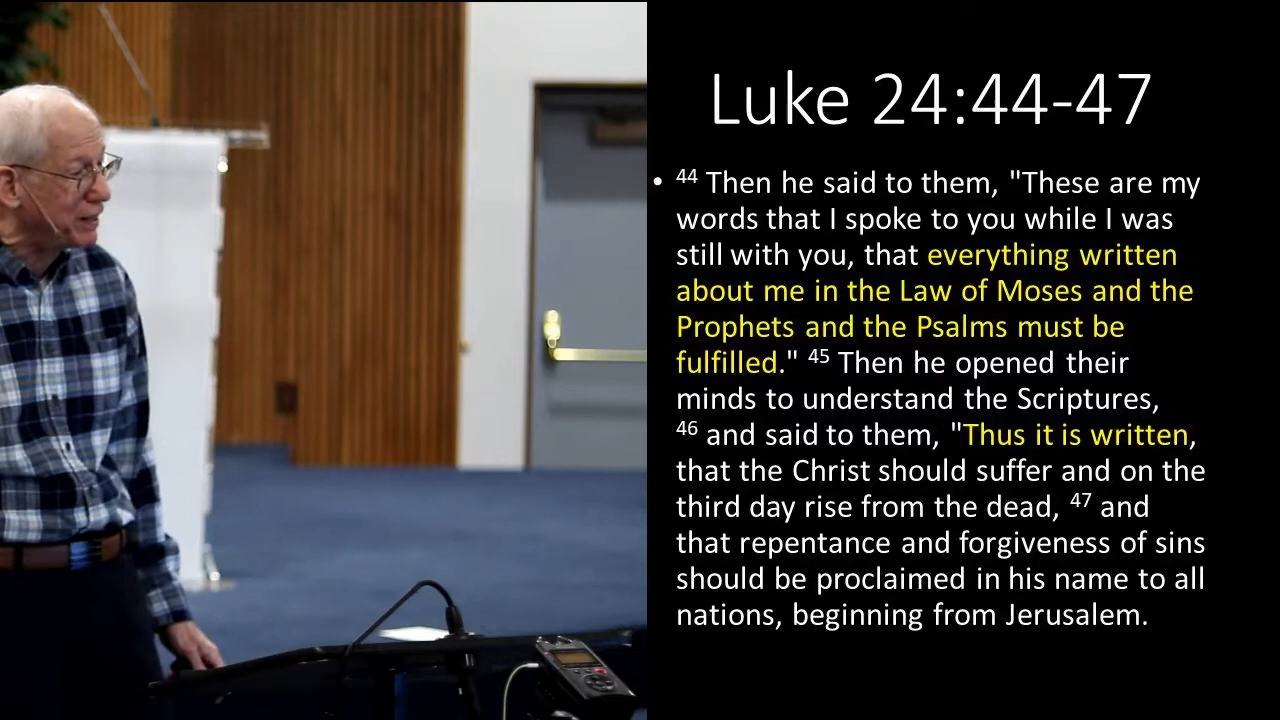 Luke 24:44-47
• 44 Then he said to them, "These are my
words that I spoke to you while I was
still with you, that everything written
about me in the Law of Moses and the
Prophets and the Psalms must be
fulfilled." 45 Then he opened their
minds to understand the Scriptures,
46 and said to them, "Thus it is written,
that the Christ should suffer and on the
third day rise from the dead, 47 and
that repentance and forgiveness of sins
should be proclaimed in his name to all
nations, beginning from Jerusalem.